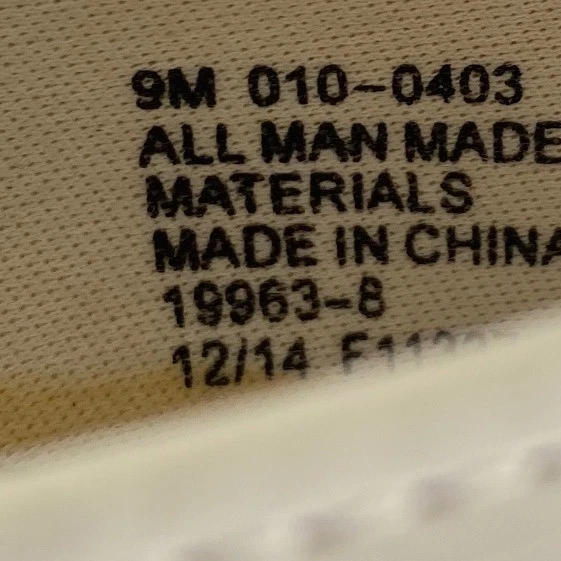 9M 010-0403
ALL MAN MADE
MATERIALS
MADE IN CHINA
19963-8
12/14